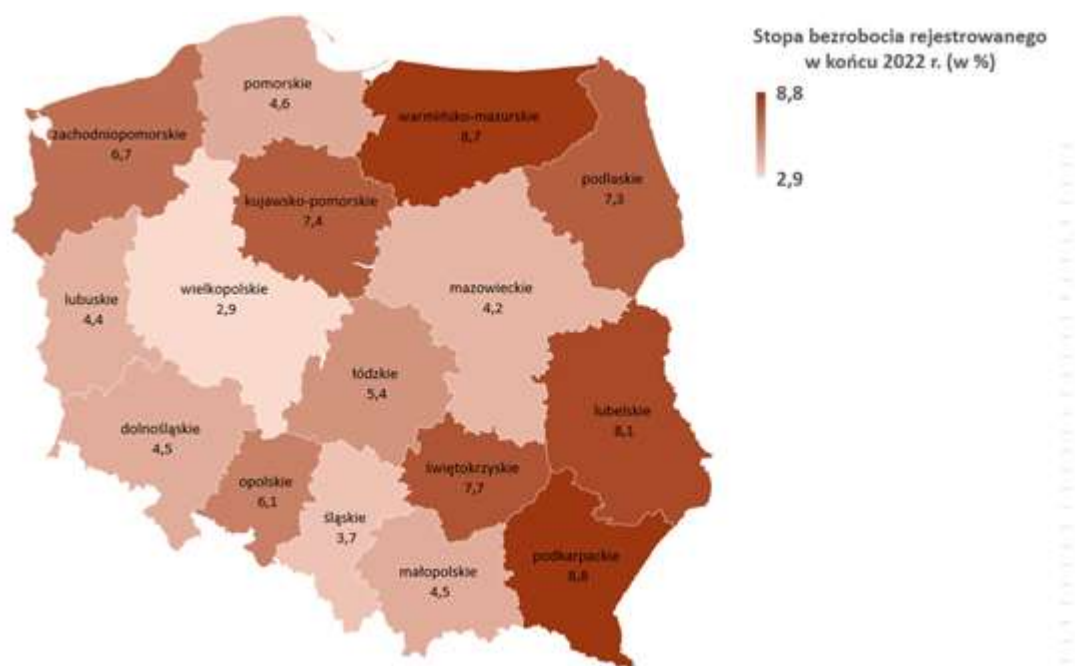 Stopa bezrobocia rejestrowanego
w końcu 2022 r. (w %)
8,8
2,9
pomorskie
4,6
warmińsko-mazurskie
8,7
zachodniopomorskie
6,7
podlaskie
7,3
kujawsko-pomorskie
7,4
wielkopolskie
2,9
mazowieckie
4,2
lubuskie
4,4
łódzkie
5,4
lubelskie
8,1
dolnośląskie
4,5
świętokrzyskie
7,7
opolskie
6,1
śląskie
3,7
podkarpackie
8,8
małopolskie
4,5